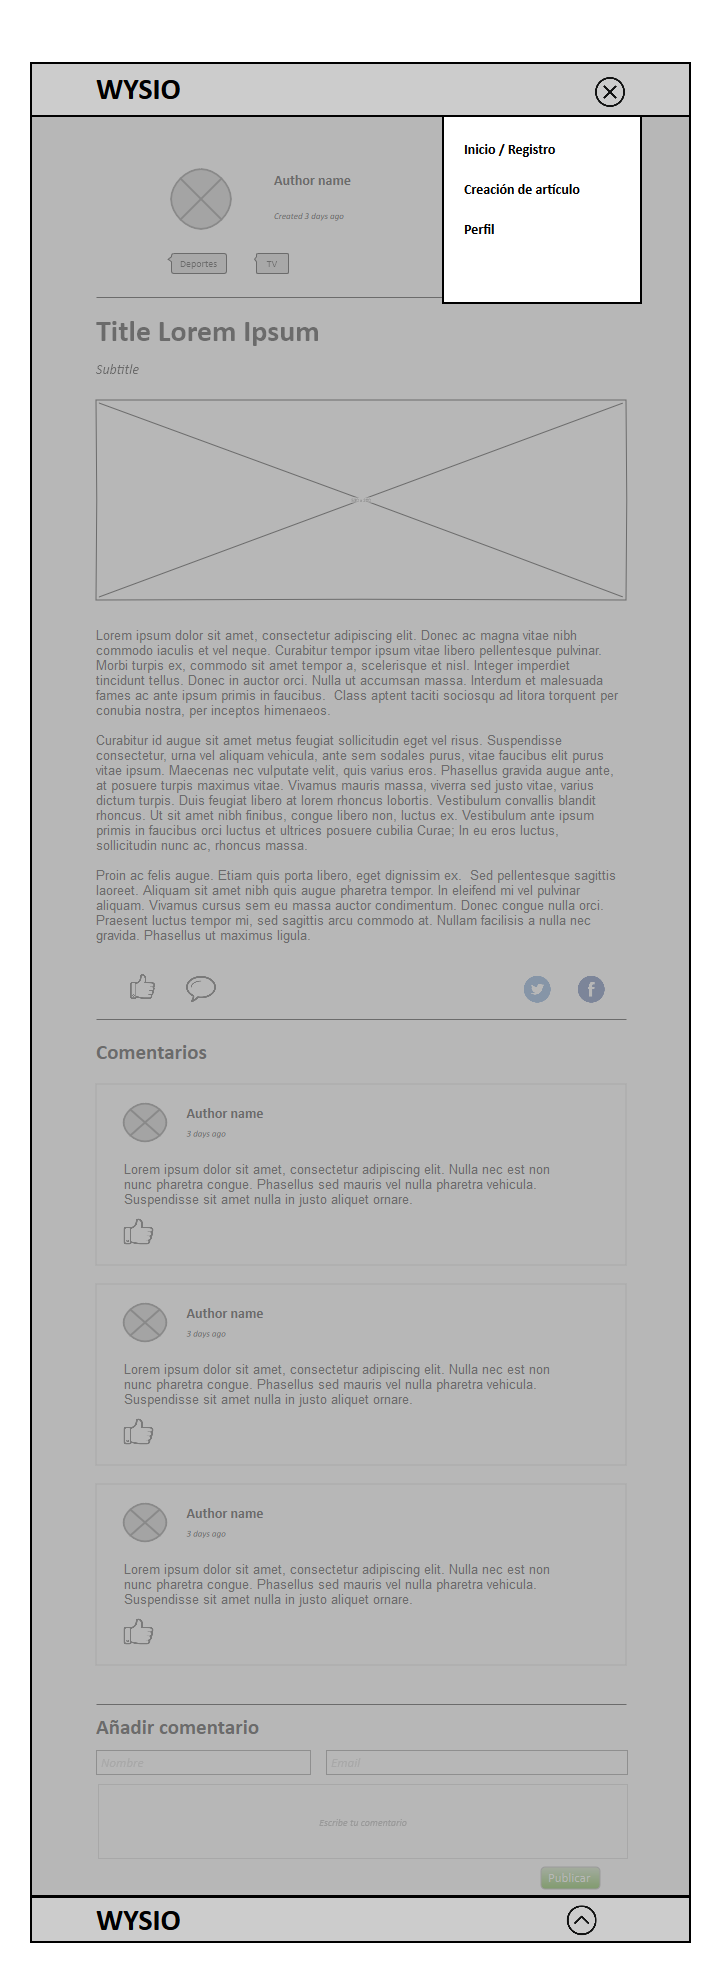 WYSIO
Inicio / Registro
Creación de artículo
Perfil
Author name
Created 3 days ago
Deportes
TV
Title Lorem Ipsum
Subtitle
Lorem ipsum dolor sit amet, consectetur adipiscing elit. Donec ac magna vitae nibh
commodo iaculis et vel neque. Curabitur tempor ipsum vitae libero pellentesque pulvinar.
Morbi turpis ex, commodo sit amet tempor a, scelerisque et nisl. Integer imperdiet
tincidunt tellus. Donec in auctor orci. Nulla ut accumsan massa. Interdum et malesuada
fames ac ante ipsum primis in faucibus.  Class aptent taciti sociosqu ad litora torquent per
conubia nostra, per inceptos himenaeos.
Curabitur id augue sit amet metus feugiat sollicitudin eget vel risus. Suspendisse
consectetur, urna vel aliquam vehicula, ante sem sodales purus, vitae faucibus elit purus
vitae ipsum. Maecenas nec vulputate velit, quis varius eros. Phasellus gravida augue ante,
at posuere turpis maximus vitae. Vivamus mauris massa, viverra sed justo vitae, varius
dictum turpis. Duis feugiat libero at lorem rhoncus lobortis. Vestibulum convallis blandit
rhoncus. Ut sit amet nibh finibus, congue libero non, luctus ex. Vestibulum ante ipsum
primis in faucibus orci luctus et ultrices posuere cubilia Curae; In eu eros luctus,
sollicitudin nunc ac, rhoncus massa.
Proin ac felis augue. Etiam quis porta libero, eget dignissim ex.  Sed pellentesque sagittis
laoreet. Aliquam sit amet nibh quis augue pharetra tempor. In eleifend mi vel pulvinar
aliquam. Vivamus cursus sem eu massa auctor condimentum. Donec congue nulla orci.
Praesent luctus tempor mi, sed sagittis arcu commodo at. Nullam facilisis a nulla nec
gravida. Phasellus ut maximus ligula.
Comentarios
Author name
3 days ago
Lorem ipsum dolor sit amet, consectetur adipiscing elit. Nulla nec est non
nunc pharetra congue. Phasellus sed mauris vel nulla pharetra vehicula.
Suspendisse sit amet nulla in justo aliquet ornare.
Author name
3 days ago
Lorem ipsum dolor sit amet, consectetur adipiscing elit. Nulla nec est non
nunc pharetra congue. Phasellus sed mauris vel nulla pharetra vehicula.
Suspendisse sit amet nulla in justo aliquet ornare.
Author name
3 days ago
Lorem ipsum dolor sit amet, consectetur adipiscing elit. Nulla nec est non
nunc pharetra congue. Phasellus sed mauris vel nulla pharetra vehicula.
Suspendisse sit amet nulla in justo aliquet ornare.
Añadir comentario
Nombre
Email
Escribe tu comentario
Publicar
WYSIO